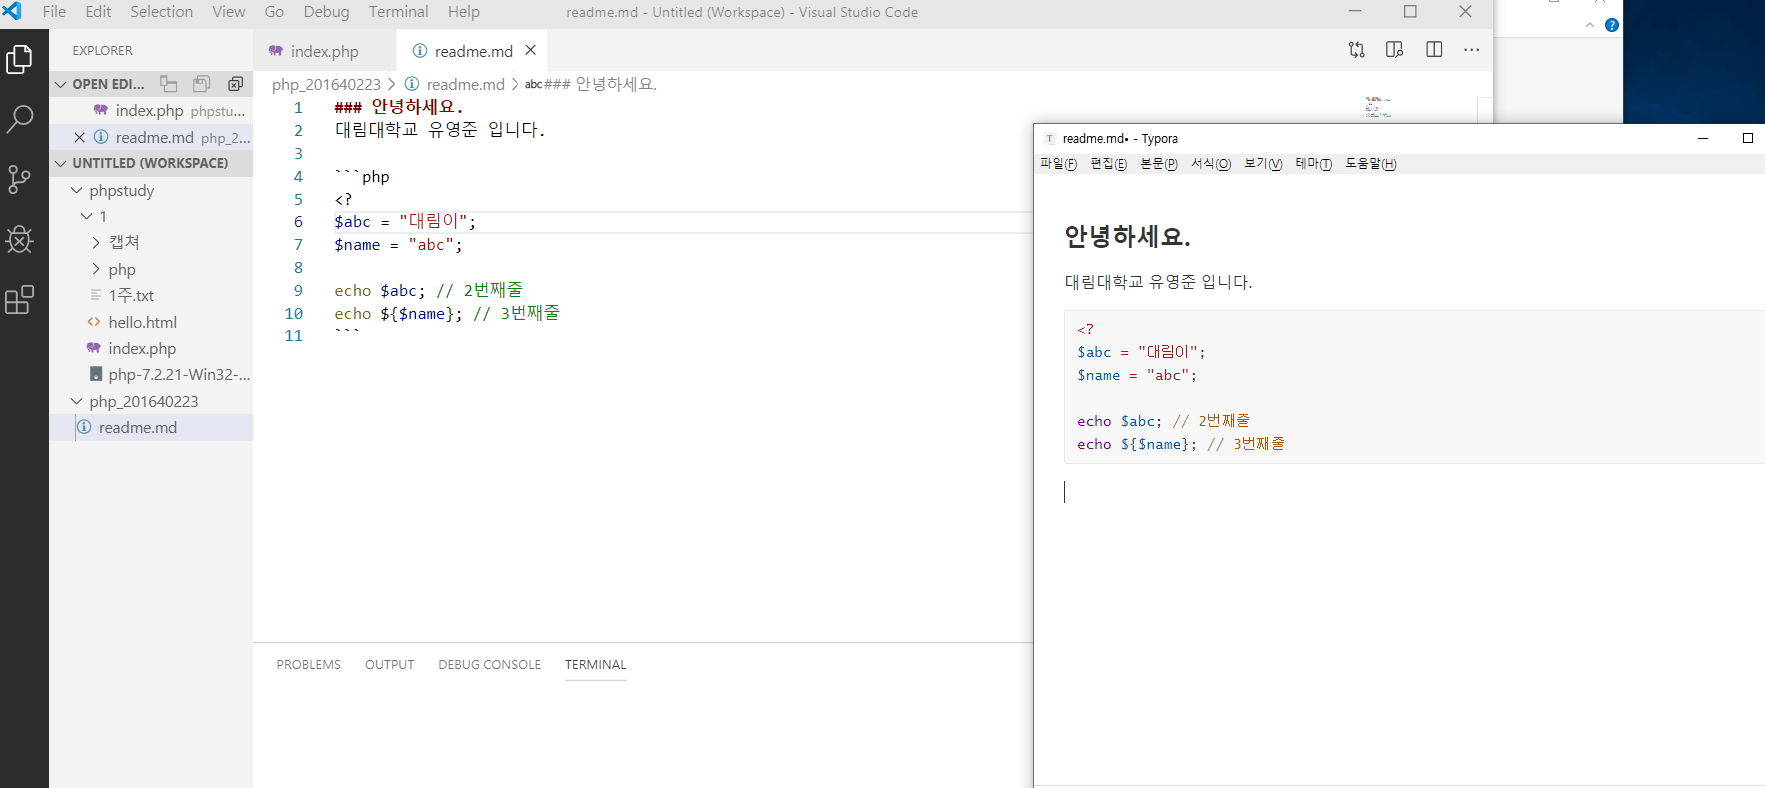 File Edit Selection View Go Debug Terminal Help
readme.md - Untitled (Workspace) - Visual Studio Code
EXPLORER
OPEN EDI...
index.php phpstu...
readme.md php_2...
UNTITLED (WORKSPACE)
phpstudy
1
캡쳐
php
1주.txt
hello.html
index.php
php-7.2.21-Win32-...
php_201640223
readme.md
index.php
readme.md
php_201640223 > readme.md > abc### 안녕하세요.
1 ### 안녕하세요.
2 대림대학교 유영준 입니다.
3
4 ```php
5 <?
6 $abc = "대림이";
7 $name = "abc";
8
9 echo $abc; // 2번째줄
10 echo ${$name}; // 3번째줄
11 ```
PROBLEMS OUTPUT DEBUG CONSOLE TERMINAL
readme.md• - Typora
파일(F) 편집(E) 본문(P) 서식(O) 보기(V) 테마(T) 도움말(H)
안녕하세요.
대림대학교 유영준 입니다.
<?
$abc = "대림이";
$name = "abc";
echo $abc; // 2번째줄
echo ${$name}; // 3번째줄